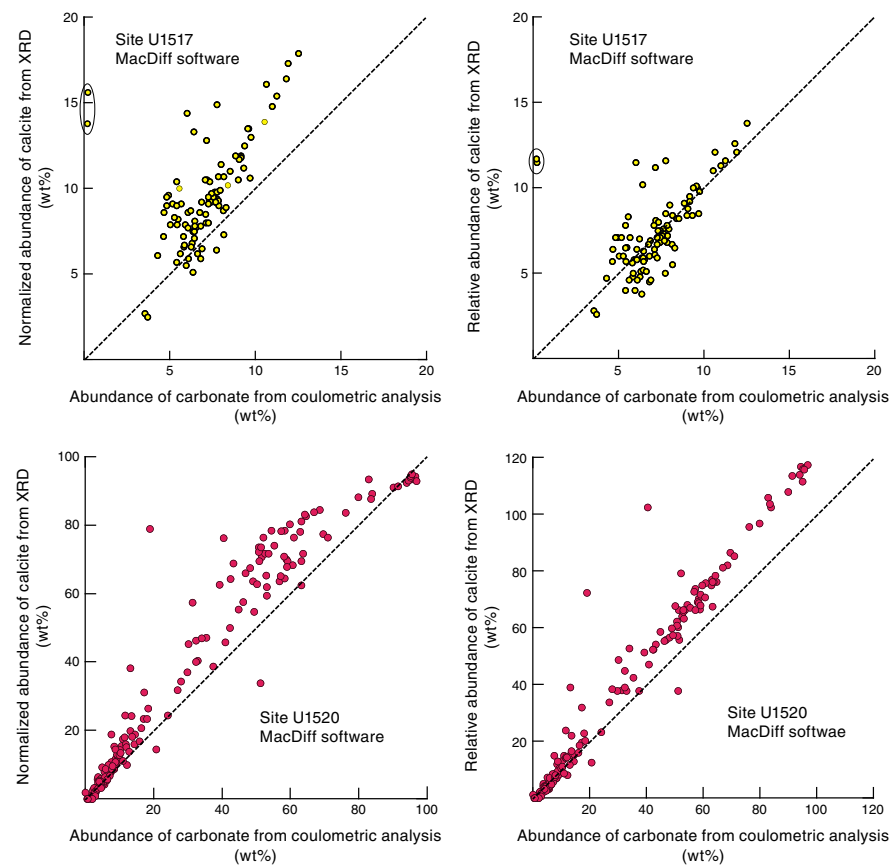 Normalized abundance of calcite from XRD
(wt%)
20
15
10
5
Site U1517
MacDiff software
5
10
15
20
Abundance of carbonate from coulometric analysis
(wt%)
Relative abundance of calcite from XRD
(wt%)
20
15
10
5
Site U1517
MacDiff software
5
10
15
20
Abundance of carbonate from coulometric analysis
(wt%)
Normalized abundance of calcite from XRD
(wt%)
100
80
60
40
20
Site U1520
MacDiff software
20
40
60
80
100
Abundance of carbonate from coulometric analysis
(wt%)
Relative abundance of calcite from XRD
(wt%)
120
100
80
60
40
20
Site U1520
MacDiff softwae
20
40
60
80
100
120
Abundance of carbonate from coulometric analysis
(wt%)